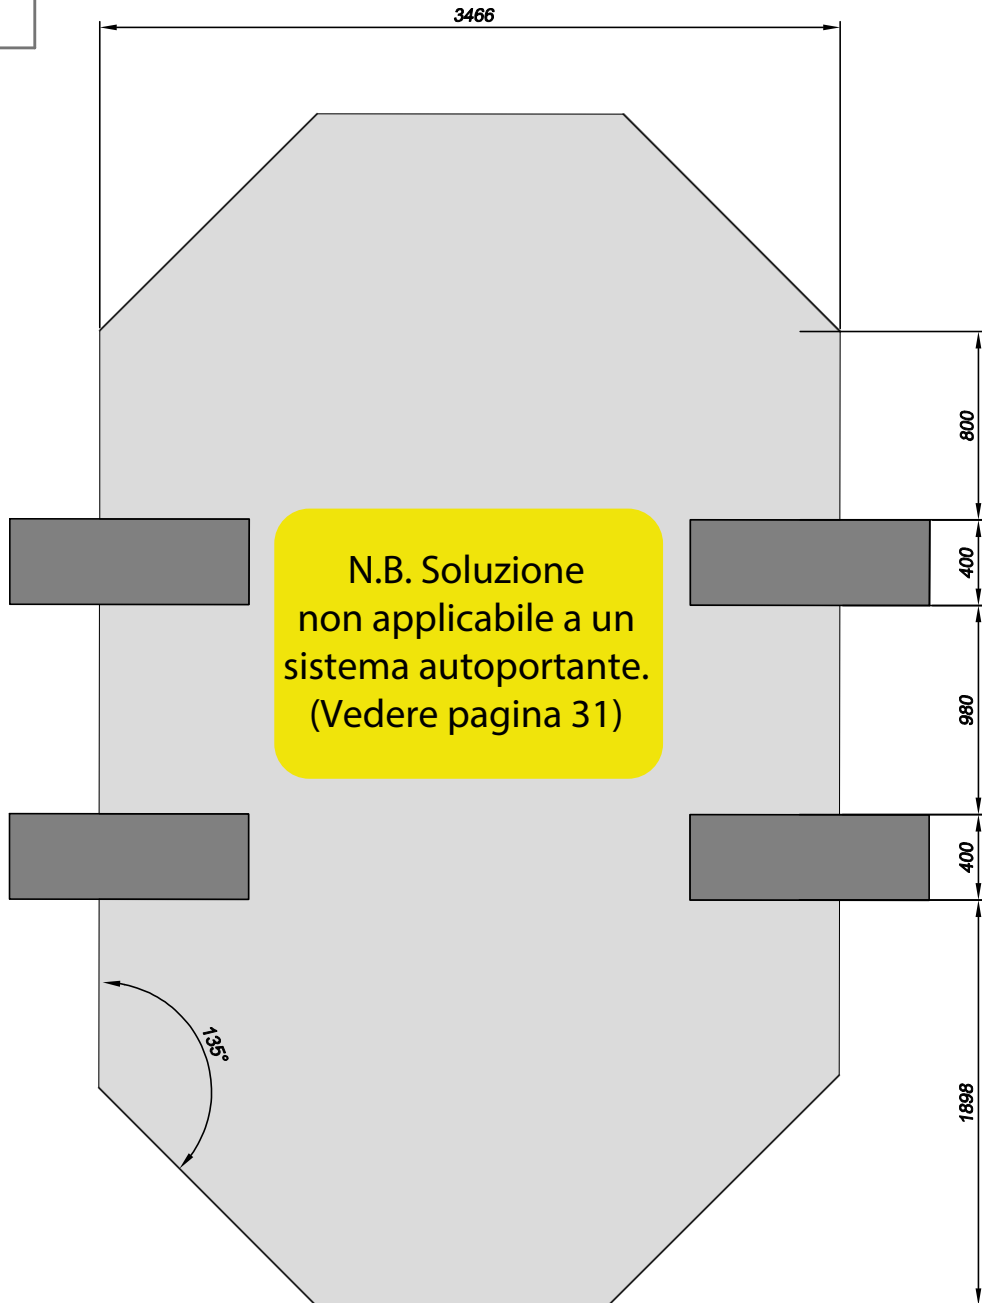 3466
800
400
N.B. Soluzione
non applicabile a un
sistema autoportante.
(Vedere pagina 31)
980
400
135°
1898